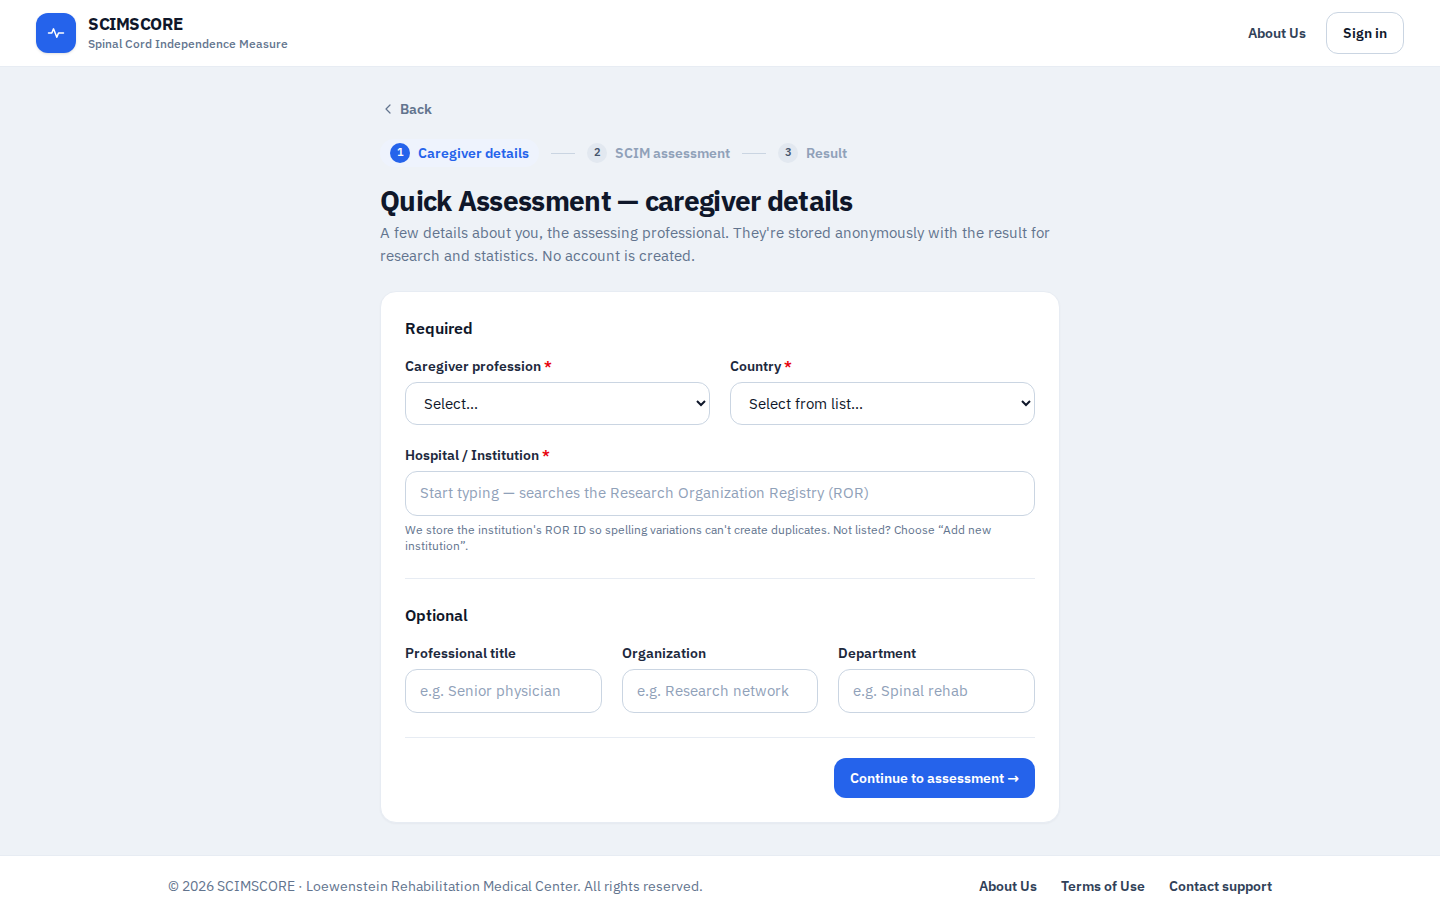 SCIMSCORE
Spinal Cord Independence Measure
About Us
Sign in
Back
1 Caregiver details
2 SCIM assessment
3 Result
Quick Assessment — caregiver details
A few details about you, the assessing professional. They're stored anonymously with the result for
research and statistics. No account is created.
Required
Caregiver profession *
Country *
Select...
Select from list...
Hospital / Institution *
Start typing — searches the Research Organization Registry (ROR)
We store the institution's ROR ID so spelling variations can't create duplicates. Not listed? Choose “Add new
institution”.
Optional
Professional title
Organization
Department
e.g. Senior physician
e.g. Research network
e.g. Spinal rehab
Continue to assessment →
© 2026 SCIMSCORE · Loewenstein Rehabilitation Medical Center. All rights reserved.
About Us
Terms of Use
Contact support